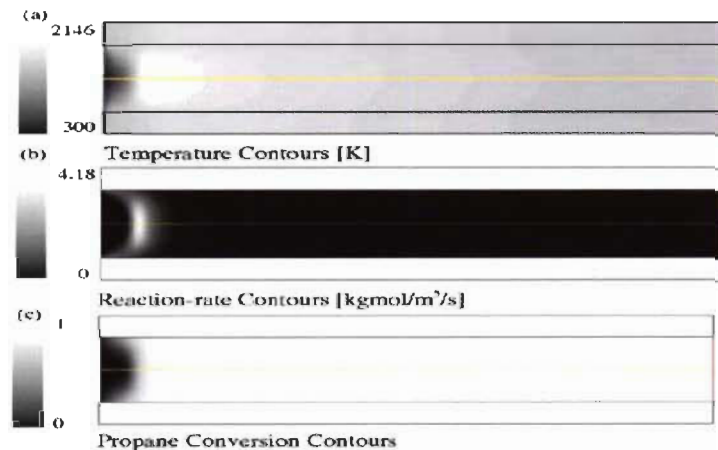 (a)
2146
300
Temperature Contours [K]
(b)
4.18
0
Reaction-rate Contours [kgmol/m³/s]
(c)
1
0
Propane Conversion Contours